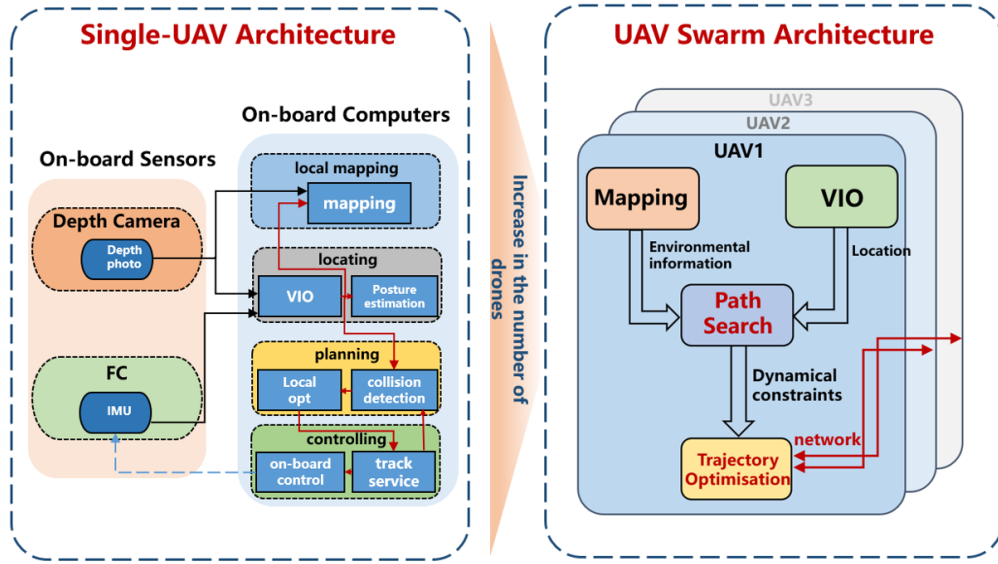 Single-UAV Architecture
On-board Computers
On-board Sensors
local mapping
mapping
Depth Camera
Depth
photo
locating
VIO
Posture
estimation
planning
FC
Local
opt
collision
detection
IMU
controlling
on-board
control
track
service
Increase in the number of
drones
UAV Swarm Architecture
UAV3
UAV2
UAV1
Mapping
VIO
Environmental
information
Location
Path
Search
Dynamical
constraints
network
Trajectory
Optimisation